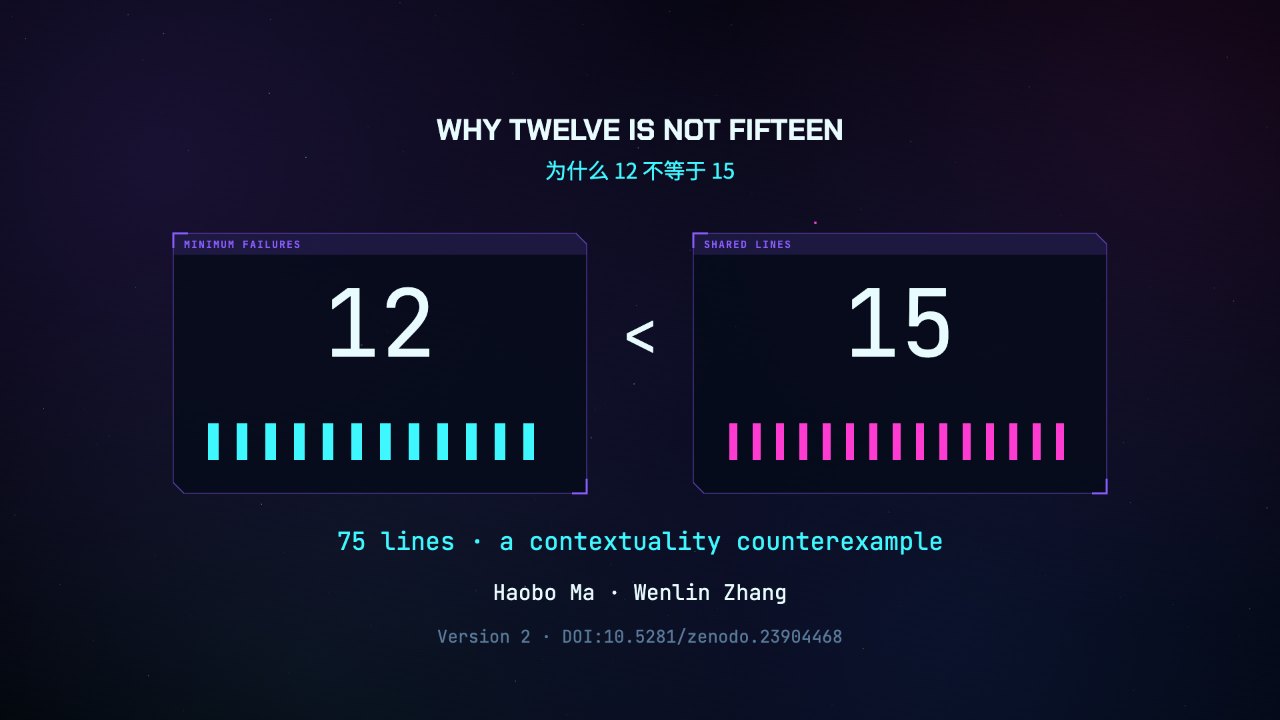 WHY TWELVE IS NOT FIFTEEN
为什么 12 不等于 15
MINIMUM FAILURES
12
<
SHARED LINES
15
75 lines · a contextuality counterexample
Haobo Ma · Wenlin Zhang
Version 2 · DOI:10.5281/zenodo.23904468